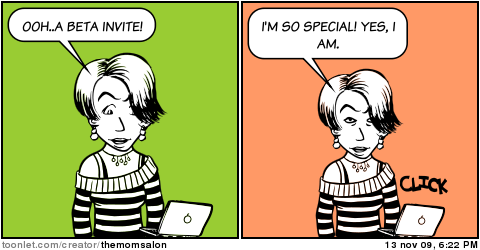 OOH..A BETA INVITE!
I'M SO SPECIAL! YES, I
AM.
CLICK
toonlet.com/creator/themomsalon
13 nov 09, 6:22 PM